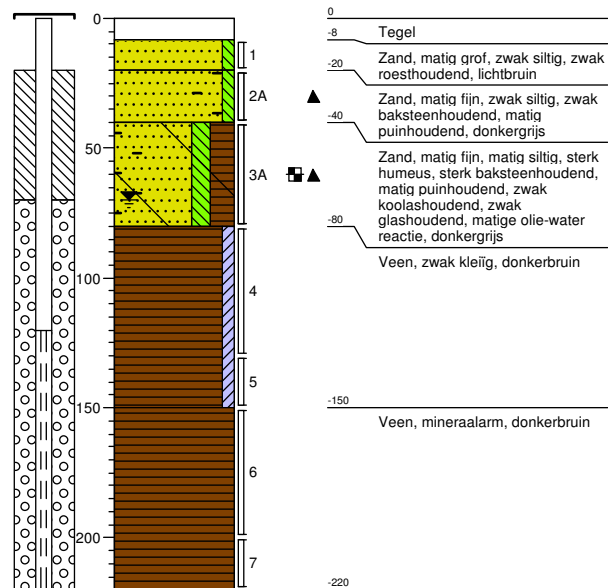 0
50
100
150
200
1
2A
3A
4
5
6
7
0
Tegel
-8
Zand, matig grof, zwak siltig, zwak
roesthoudend, lichtbruin
-20
Zand, matig fijn, zwak siltig, zwak
baksteenhoudend, matig
puinhoudend, donkergrijs
-40
Zand, matig fijn, matig siltig, sterk
humeus, sterk baksteenhoudend,
matig puinhoudend, zwak
koolashoudend, zwak
glashoudend, matige olie-water
reactie, donkergrijs
-80
Veen, zwak kleiïg, donkerbruin
-150
Veen, mineraalarm, donkerbruin
-220